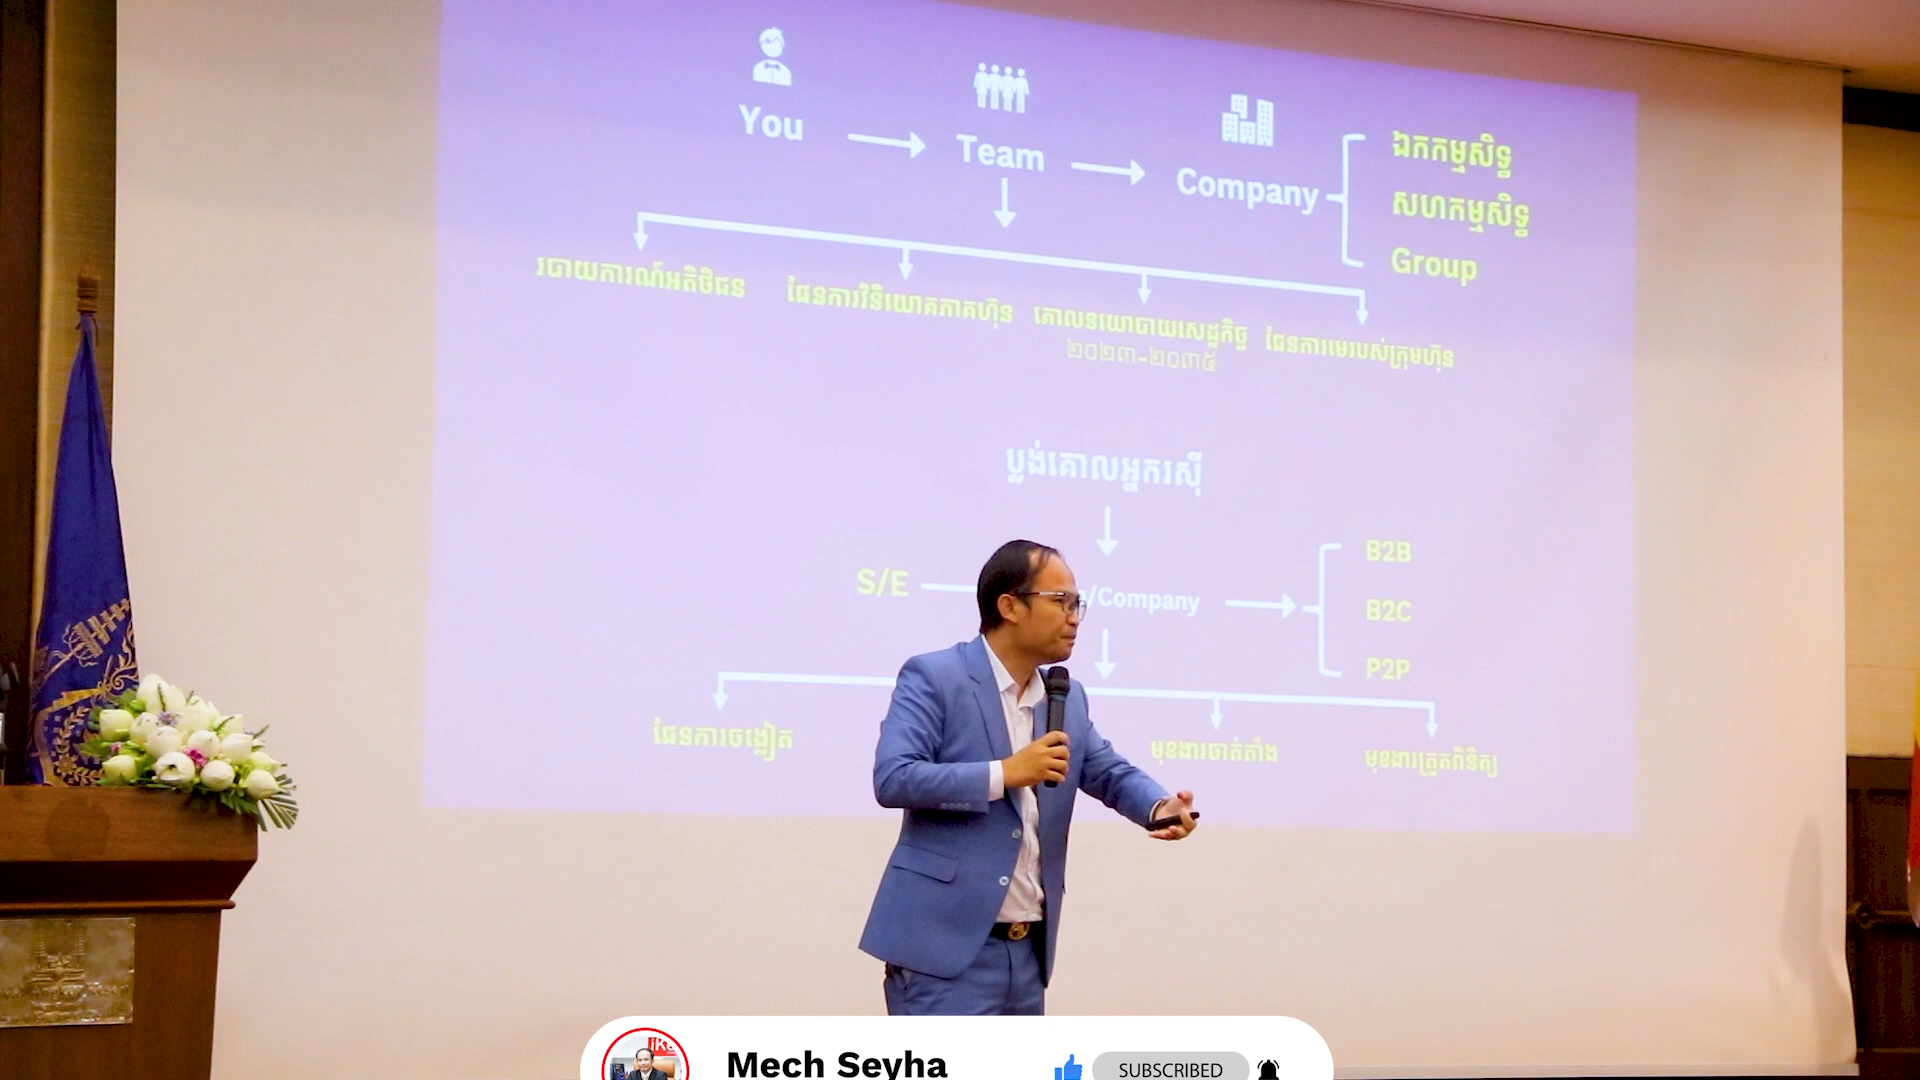 You
Team
Company
ឯកកម្មសិទ្ធ
សហកម្មសិទ្ធ
Group
របាយការណ៍អតិថិជន
ផែនការវិនិយោគភាគហ៊ុន
គោលនយោបាយសេដ្ឋកិច្ច
២០២៣-២០៣៥
ផែនការមេរបស់ក្រុមហ៊ុន
ប្លង់គោលអ្នករស៊ី
S/E
/Company
B2B
B2C
P2P
ផែនការចង្អៀត
មុខងារចាត់តាំង
មុខងារត្រួតពិនិត្យ
Mech Seyha
SUBSCRIBED